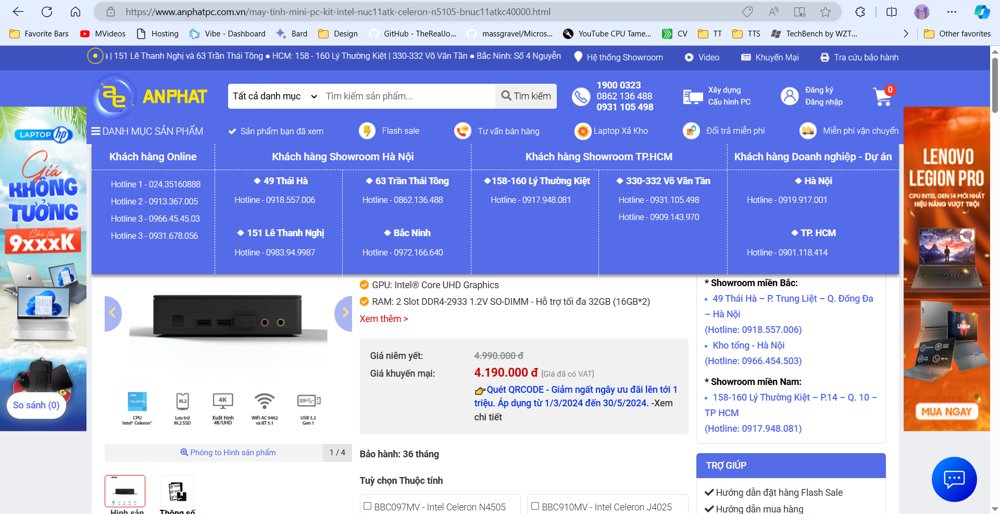 https://www.anphatpc.com.vn/may-tinh-mini-pc-kit-intel-nuc11atk-celeron-n5105-bnuc11atkc40000.html
Favorite Bars
MVideos
Hosting
Vibe - Dashboard
Bard
Design
GitHub - TheRealJo...
massgravel/Micros...
YouTube CPU Tame...
CV
TT
TTS
TechBench by WZT...
Other favorites
à | 151 Lê Thanh Nghị và 63 Trần Thái Tông ● HCM: 158 - 160 Lý Thường Kiệt | 330-332 Võ Văn Tần ● Bắc Ninh: Số 4 Nguyễn
Hệ thống Showroom
Video
Khuyến Mại
Tra cứu bảo hành
ANPHAT
Tất cả danh mục
Tìm kiếm sản phẩm...
Tìm kiếm
1900 0323
0862 136 488
0931 105 498
Xây dựng
Cấu hình PC
Đăng ký
Đăng nhập
0
DANH MỤC SẢN PHẨM
Sản phẩm bạn đã xem
Flash sale
Tư vấn bán hàng
Laptop Xả Kho
Đổi trả miễn phí
Miễn phí vận chuyển
Khách hàng Online
Hotline 1 - 024.35160888
Hotline 2 - 0913.367.005
Hotline 3 - 0966.45.45.03
Hotline 3 - 0931.678.056
Khách hàng Showroom Hà Nội
49 Thái Hà
Hotline - 0918.557.006
63 Trần Thái Tông
Hotline - 0862.136.488
151 Lê Thanh Nghị
Hotline - 0983.94.9987
Bắc Ninh
Hotline - 0972.166.640
Khách hàng Showroom TP.HCM
158-160 Lý Thường Kiệt
Hotline - 0917.948.081
330-332 Võ Văn Tần
Hotline - 0931.105.498
Hotline - 0909.143.970
Khách hàng Doanh nghiệp - Dự án
Hà Nội
Hotline - 0919.917.001
TP. HCM
Hotline - 0901.118.414
LAPTOP hp
Giá
KHÔNG
TƯỞNG
Chỉ từ
9XXXK
So sánh (0)
LENOVO
LEGION PRO
CPU INTEL GEN 14 MỚI NHẤT
HIỆU NĂNG VƯỢT TRỘI
LEGION
MUA NGAY
GPU: Intel® Core UHD Graphics
RAM: 2 Slot DDR4-2933 1.2V SO-DIMM - Hỗ trợ tối đa 32GB (16GB*2)
Xem thêm >
Giá niêm yết:
4.990.000 đ
Giá khuyến mại:
4.190.000 đ [Giá đã có VAT]
Quét QRCODE - Giảm ngất ngây ưu đãi lên tới 1
triệu. Áp dụng từ 1/3/2024 đến 30/5/2024. -Xem
chi tiết
Bảo hành: 36 tháng
Tuỳ chọn Thuộc tính
BBC097MV - Intel Celeron N4505
BBC910MV - Intel Celeron J4025
intel
CELERON
CPU
Intel® Celeron®
M.2
Lưu trữ
M.2 SSD
4K
Xuất hình
4K/UHD
WiFi AC 9462
và BT 5.1
USB 3.2
Gen 1
Phóng to Hình sản phẩm
1 / 4
Hình sản
Thông số
* Showroom miền Bắc:
49 Thái Hà – P. Trung Liệt – Q. Đống Đa
– Hà Nội
(Hotline: 0918.557.006)
Kho tổng - Hà Nội
(Hotline: 0966.454.503)
* Showroom miền Nam:
158-160 Lý Thường Kiệt – P.14 – Q. 10 –
TP HCM
(Hotline: 0917.948.081)
TRỢ GIÚP
Hướng dẫn đặt hàng Flash Sale
Hướng dẫn mua hàng